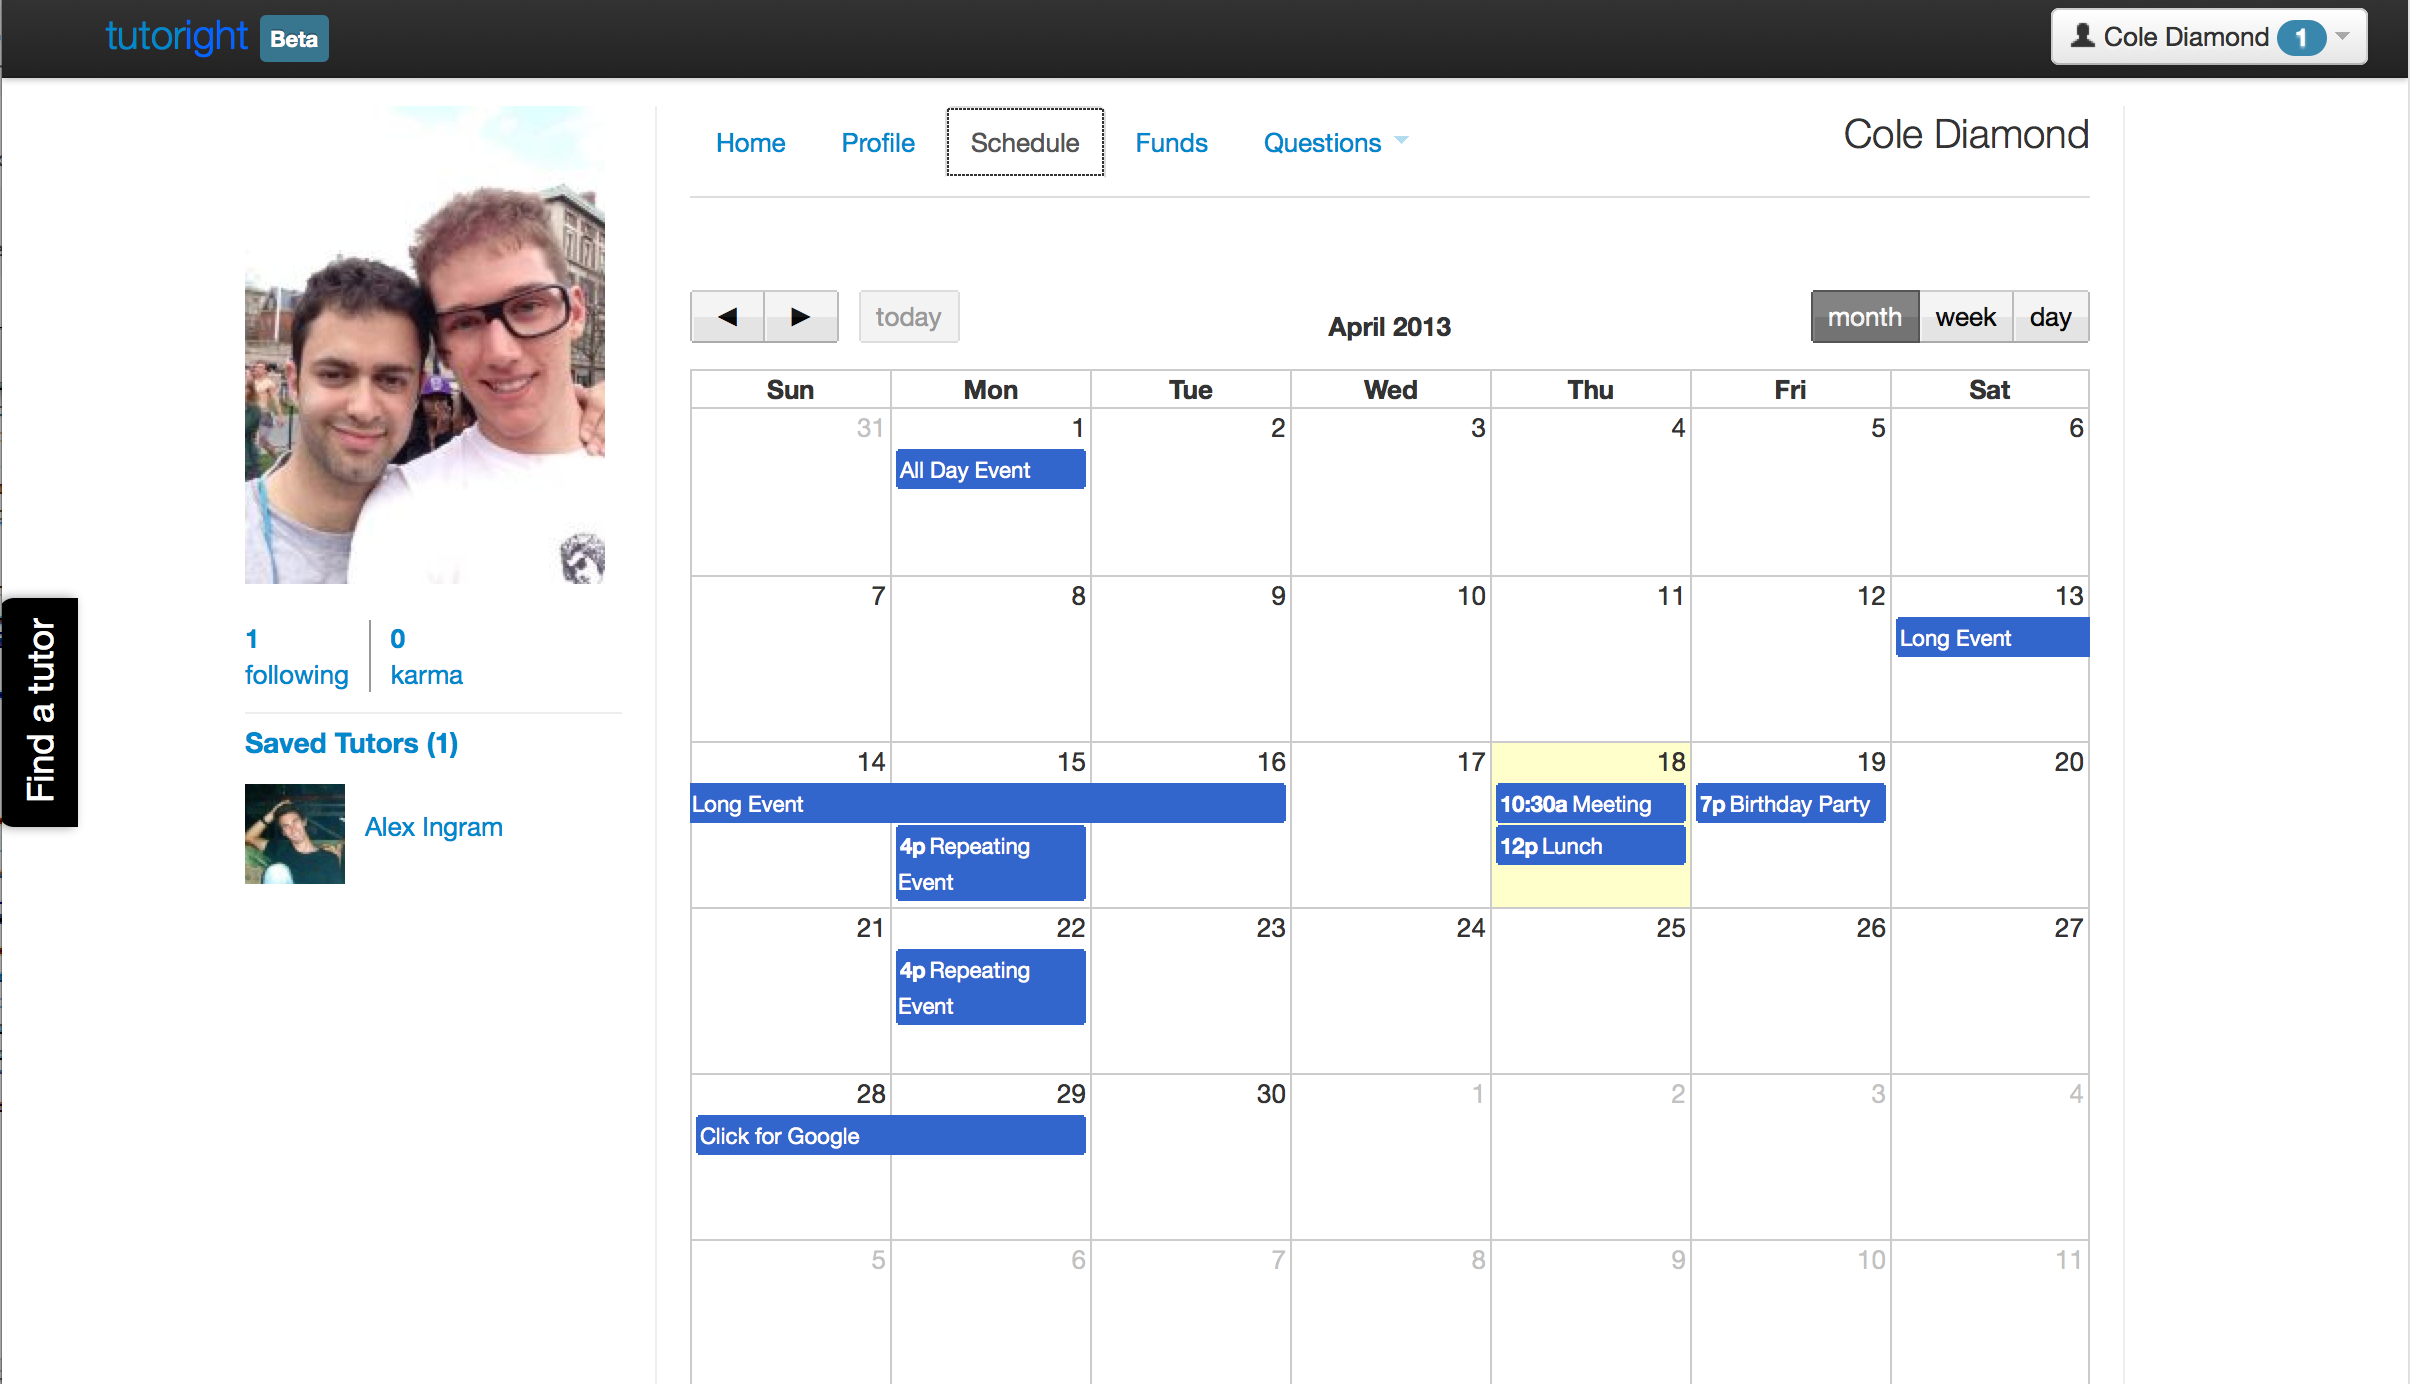 tutoright Beta
Cole Diamond 1
Home Profile Schedule Funds Questions
Cole Diamond
today
April 2013
month week day
Sun Mon Tue Wed Thu Fri Sat
31 1 2 3 4 5 6
All Day Event
7 8 9 10 11 12 13
Long Event
14 15 16 17 18 19 20
Long Event
10:30a Meeting
7p Birthday Party
4p Repeating
Event
12p Lunch
21 22 23 24 25 26 27
4p Repeating
Event
28 29 30 1 2 3 4
Click for Google
5 6 7 8 9 10 11
1
following
0
karma
Saved Tutors (1)
Alex Ingram
Find a tutor